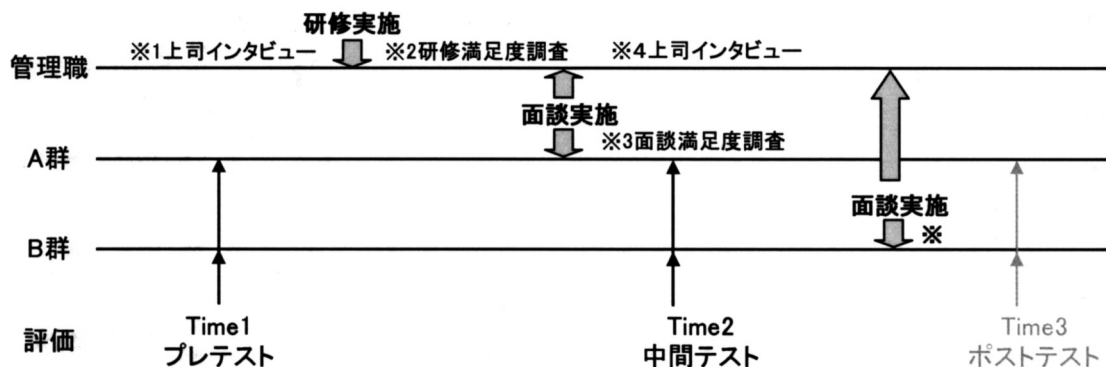 研修実施
※1上司インタビュー ※2研修満足度調査 ※4上司インタビュー
管理職
面談実施
※3面談満足度調査
A群
面談実施
※
B群
評価
Time1
プレテスト
Time2
中間テスト
Time3
ポストテスト